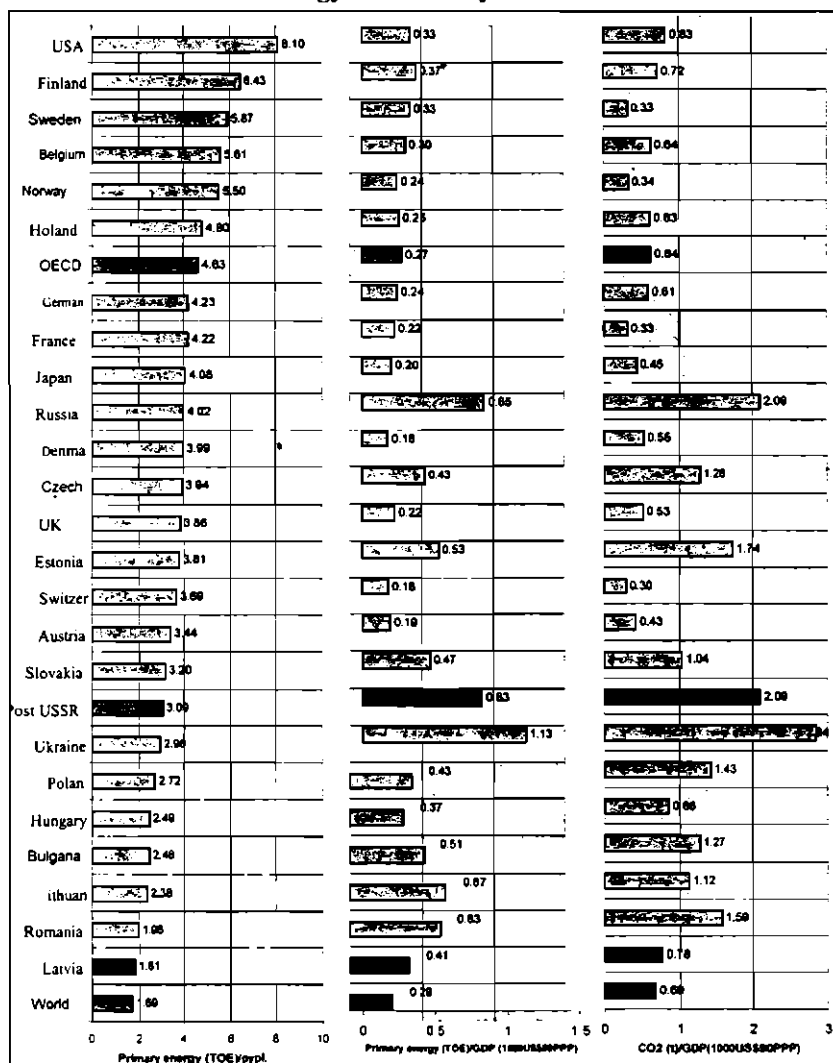 USA 8.10 0.33 0.83
Finland 6.43 0.37 0.72
Sweden 5.87 0.33 0.33
Belgium 5.61 0.30 0.64
Norway 5.50 0.24 0.34
Holand 4.80 0.25 0.63
OECD 4.63 0.27 0.64
German 4.23 0.24 0.61
France 4.22 0.22 0.33
Japan 4.08 0.20 0.45
Russia 4.02 0.85 2.09
Denma 3.99 0.18 0.56
Czech 3.94 0.43 1.28
UK 3.86 0.22 0.53
Estonia 3.81 0.53 1.74
Switzer 3.69 0.18 0.30
Austria 3.44 0.19 0.43
Slovakia 3.20 0.47 1.04
Post USSR 3.09 0.83 2.09
Ukraine 2.98 1.13
Polan 2.72 0.43 1.43
Hungary 2.49 0.37
Bulgana 2.48 0.51 1.27
ithuan 2.38 0.67 1.12
Romania 1.98 0.63 1.59
Latvia 1.81 0.41 0.78
World 1.69 0.29 0.69
0 2 4 6 8 10 0 0.5 1 1 5 0 1 2 3
Primary energy (TOE)/pypl. Primary energy (TOE)/GDP CO2 (t)/GDP(1000US$90PPP)